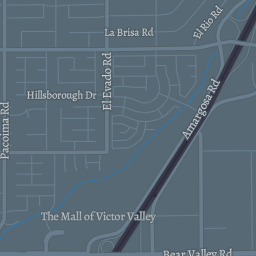 La Brisa Rd
El Rio Rd
El Evado Rd
Hillsborough Dr
Amargosa Rd
Pacoima Rd
The Mall of Victor Valley
Bear Valley Rd